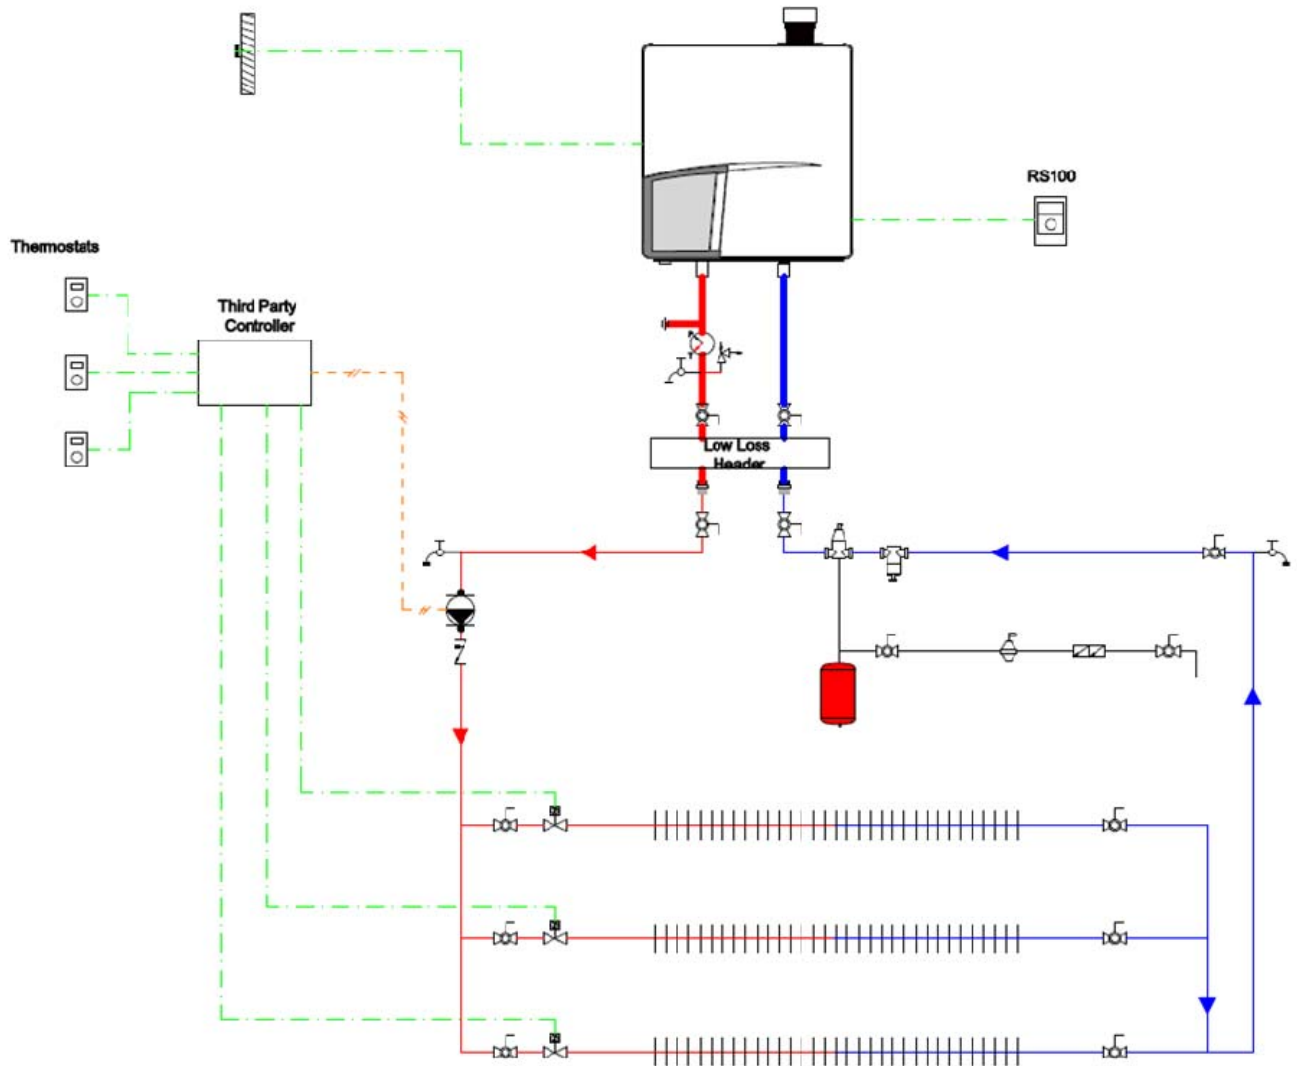 RS100
Thermostats
Third Party
Controller
Low Loss
Header